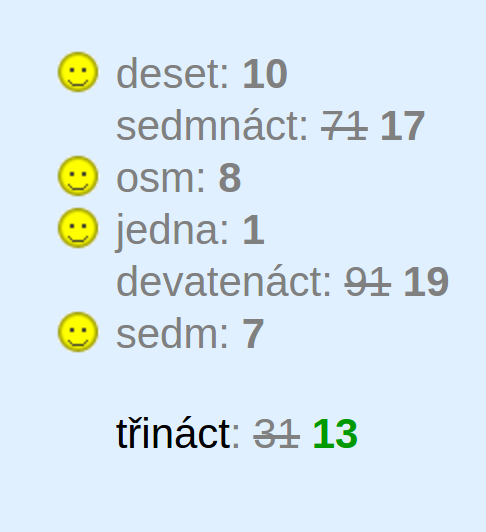 deset: 10
sedmnáct: 71 17
osm: 8
jedna: 1
devatenáct: 91 19
sedm: 7
třináct: 31 13